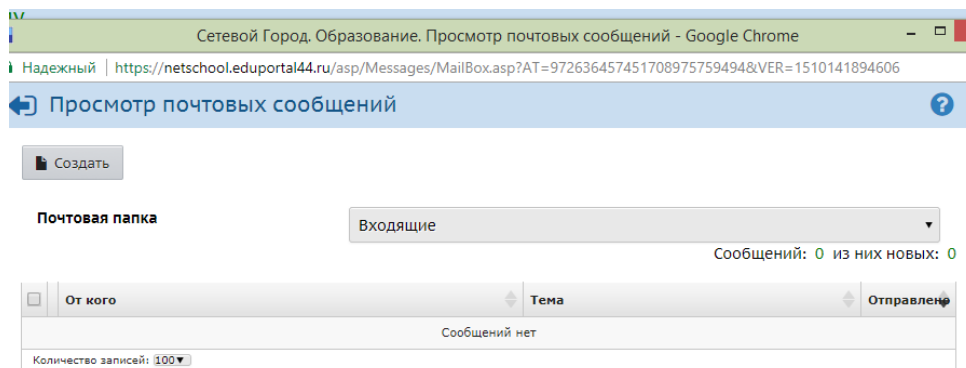 Сетевой Город. Образование. Просмотр почтовых сообщений - Google Chrome
Надежный | https://netschool.eduportal44.ru/asp/Messages/MailBox.asp?AT=972636457451708975759494&VER=1510141894606
Просмотр почтовых сообщений ?
Создать
Почтовая папка Входящие
Сообщений: 0 из них новых: 0
От кого Тема Отправлено
Сообщений нет
Количество записей: 100